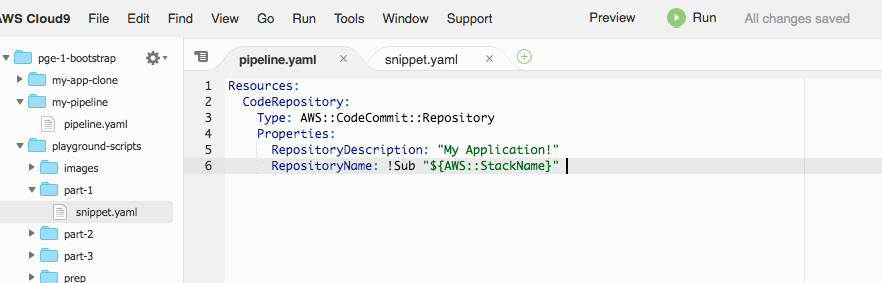 AWS Cloud9 File Edit Find View Go Run Tools Window Support Preview Run All changes saved
pge-1-bootstrap
my-app-clone
my-pipeline
pipeline.yaml
playground-scripts
images
part-1
snippet.yaml
part-2
part-3
prep
pipeline.yaml × snippet.yaml ×
1 Resources:
2   CodeRepository:
3     Type: AWS::CodeCommit::Repository
4     Properties:
5       RepositoryDescription: "My Application!"
6       RepositoryName: !Sub "${AWS::StackName}"